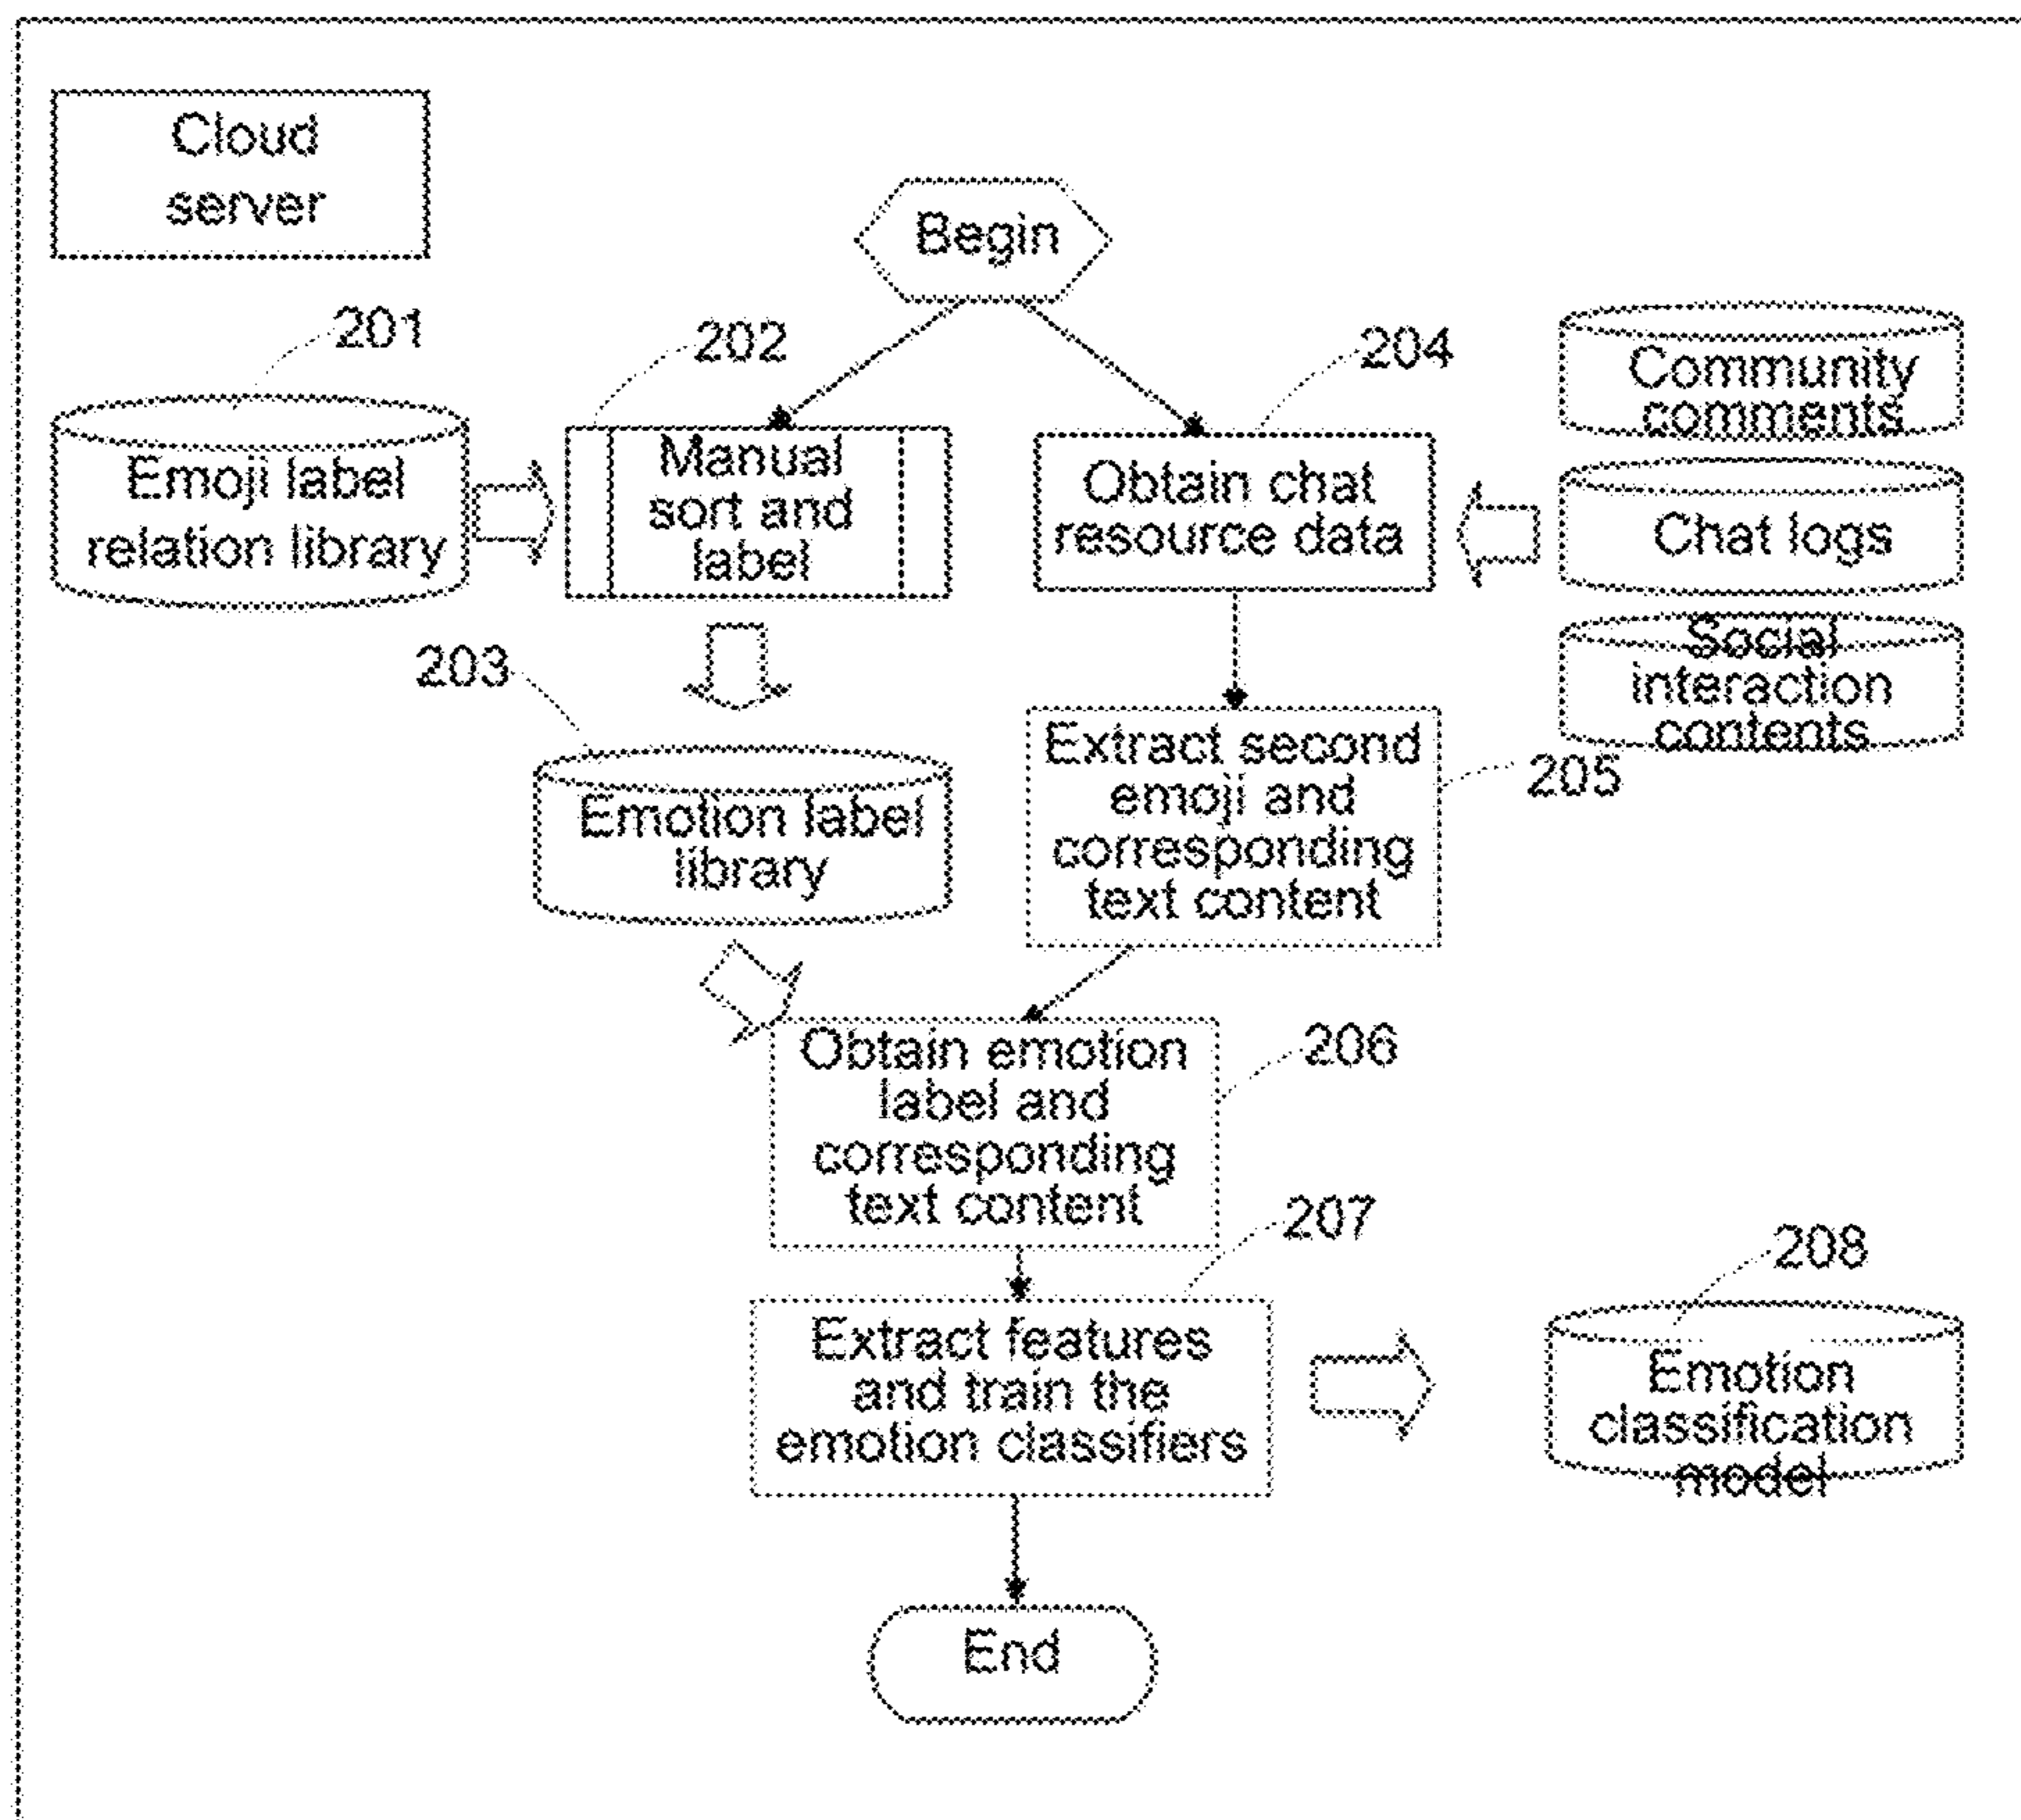 Cloud
server
Begin
201
202
204
Community
comments
Emoji label
relation library
Manual
sort and
label
Obtain chat
resource data
Chat logs
203
Social
interaction
contents
Extract second
emoji and
corresponding
text content
205
Emotion label
library
Obtain emotion
label and
corresponding
text content
206
207
208
Extract features
and train the
emotion classifiers
Emotion
classification
model
End